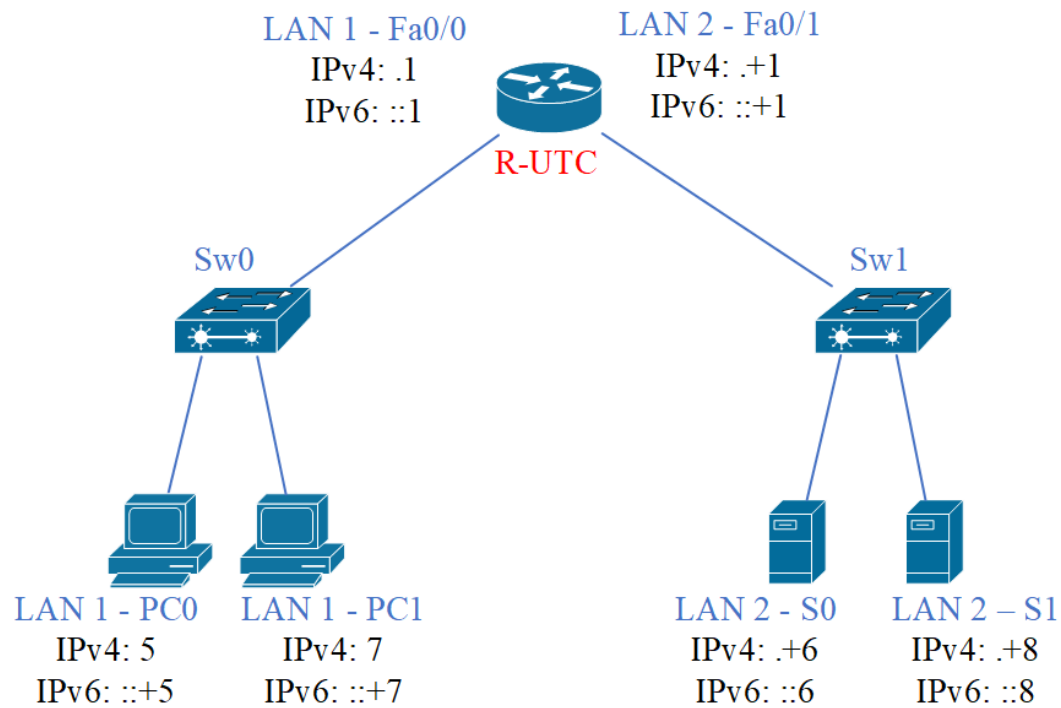 LAN 1 - Fa0/0
IPv4: .1
IPv6: ::1
LAN 2 - Fa0/1
IPv4: .+1
IPv6: ::+1
R-UTC
Sw0
Sw1
LAN 1 - PC0
IPv4: 5
IPv6: ::+5
LAN 1 - PC1
IPv4: 7
IPv6: ::+7
LAN 2 - S0
IPv4: .+6
IPv6: ::6
LAN 2 – S1
IPv4: .+8
IPv6: ::8